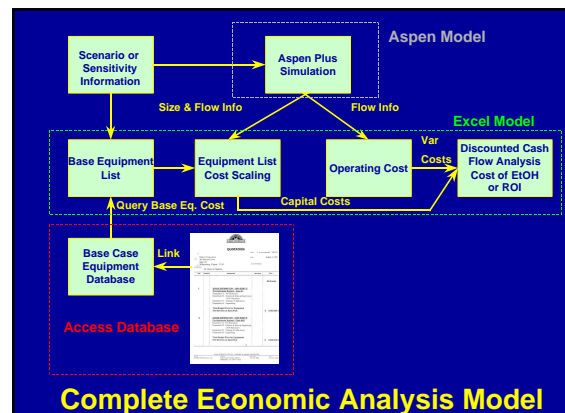 Aspen Model
Scenario or
Sensitivity
Information
Aspen Plus
Simulation
Size & Flow Info
Flow Info
Excel Model
Base Equipment
List
Equipment List
Cost Scaling
Operating Cost
Var
Costs
Discounted Cash
Flow Analysis
Cost of EtOH
or ROI
Query Base Eq. Cost
Capital Costs
Base Case
Equipment
Database
Link
QUOTATION
Access Database
Complete Economic Analysis Model